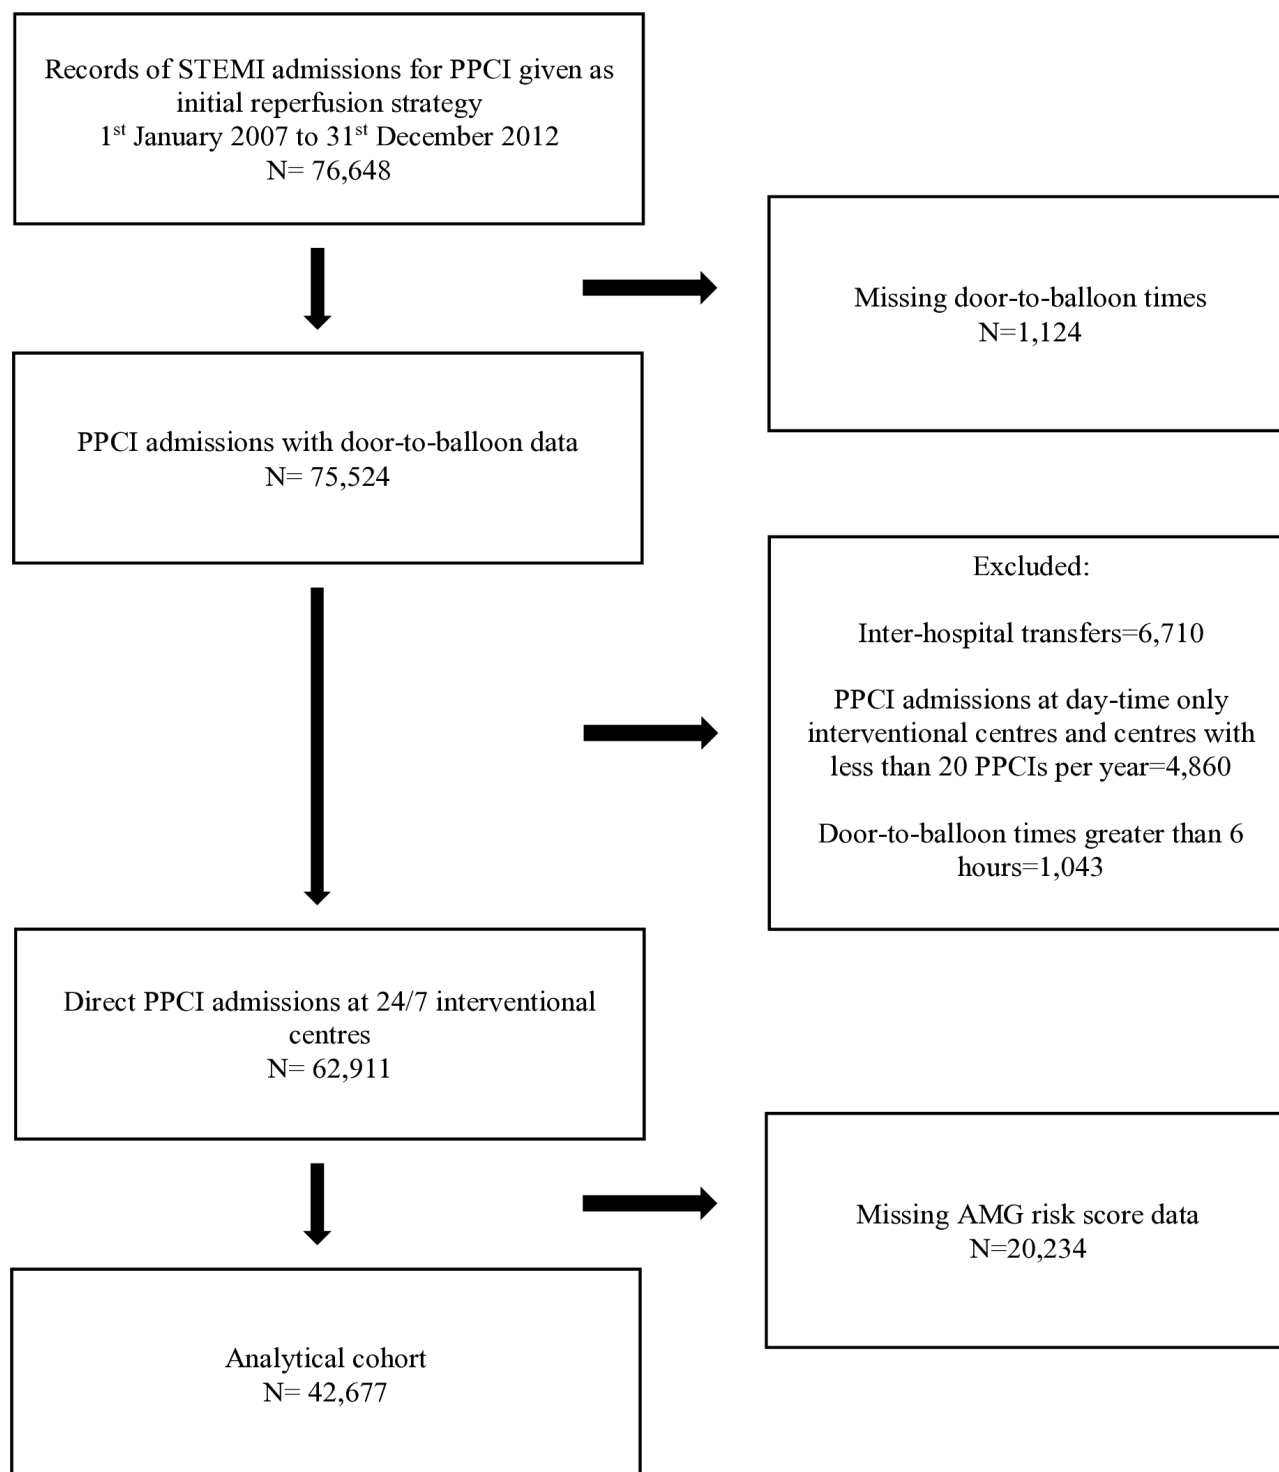 Records of STEMI admissions for PPCI given as
initial reperfusion strategy
1st January 2007 to 31st December 2012
N= 76,648
Missing door-to-balloon times
N=1,124
PPCI admissions with door-to-balloon data
N= 75,524
Excluded:
Inter-hospital transfers=6,710
PPCI admissions at day-time only
interventional centres and centres with
less than 20 PPCIs per year=4,860
Door-to-balloon times greater than 6
hours=1,043
Direct PPCI admissions at 24/7 interventional
centres
N= 62,911
Missing AMG risk score data
N=20,234
Analytical cohort
N= 42,677